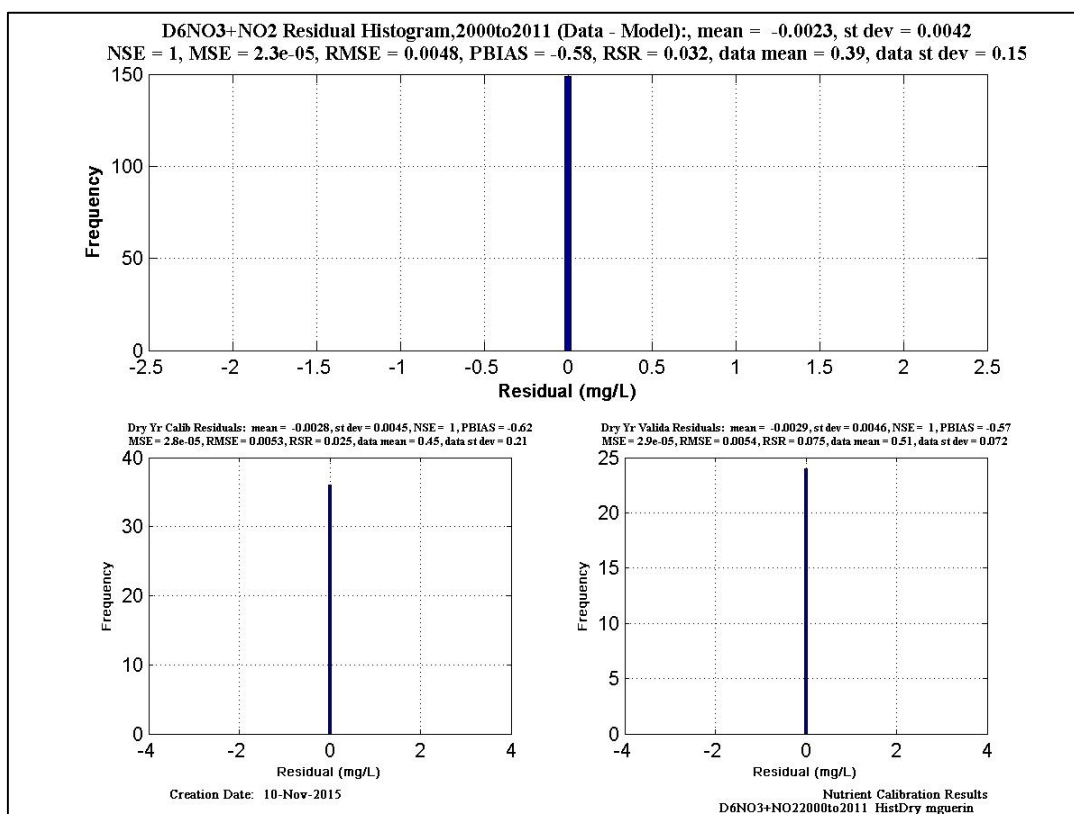 D6NO3+NO2 Residual Histogram,2000to2011 (Data - Model):, mean = -0.0023, st dev = 0.0042
NSE = 1, MSE = 2.3e-05, RMSE = 0.0048, PBIAS = -0.58, RSR = 0.032, data mean = 0.39, data st dev = 0.15
150
100
50
0
Frequency
-2.5 -2 -1.5 -1 -0.5 0 0.5 1 1.5 2 2.5
Residual (mg/L)
Dry Yr Calib Residuals: mean = -0.0028, st dev = 0.0045, NSE = 1, PBIAS = -0.62
MSE = 2.8e-05, RMSE = 0.0053, RSR = 0.025, data mean = 0.45, data st dev = 0.21
40
30
20
10
0
Frequency
-4 -2 0 2 4
Residual (mg/L)
Dry Yr Valida Residuals: mean = -0.0029, st dev = 0.0046, NSE = 1, PBIAS = -0.57
MSE = 2.9e-05, RMSE = 0.0054, RSR = 0.075, data mean = 0.51, data st dev = 0.072
25
20
15
10
5
0
Frequency
-4 -2 0 2 4
Residual (mg/L)
Creation Date: 10-Nov-2015
Nutrient Calibration Results
D6NO3+NO22000to2011 HistDry mguerin